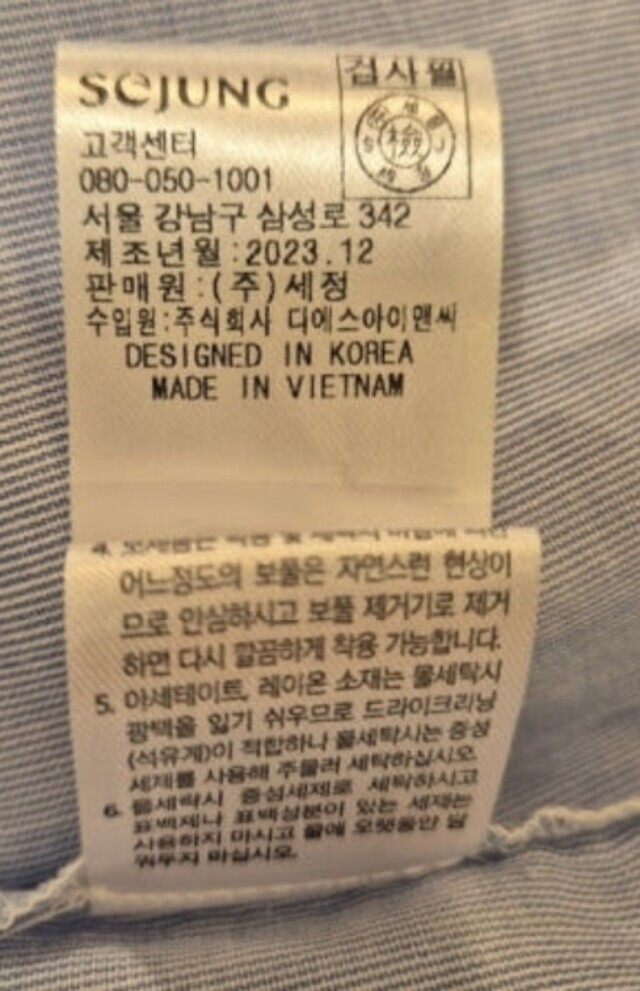 SEJUNG
검사필
고객센터
檢
080-050-1001
서울 강남구 삼성로 342
제조년월:2023.12
판매원:(주)세정
수입원:주식회사 디에스아이앤씨
DESIGNED IN KOREA
MADE IN VIETNAM
4.
어느정도의 보풀은 자연스런 현상이
므로 안심하시고 보풀 제거기로 제거
하면 다시 깔끔하게 착용 가능합니다.
5. 아세테이트, 레이온 소재는 물세탁시
광택을 잃기 쉬우므로 드라이크리닝
(석유계)이 적합하나 물세탁시는 중성
세제를 사용해 주물러 세탁하십시오.
6. 물세탁시 중성세제로 세탁하시고
표백제나 표백성분이 있는 세제는
사용하지 마시고 물에 오랫동안 담
궈두지 마십시오.